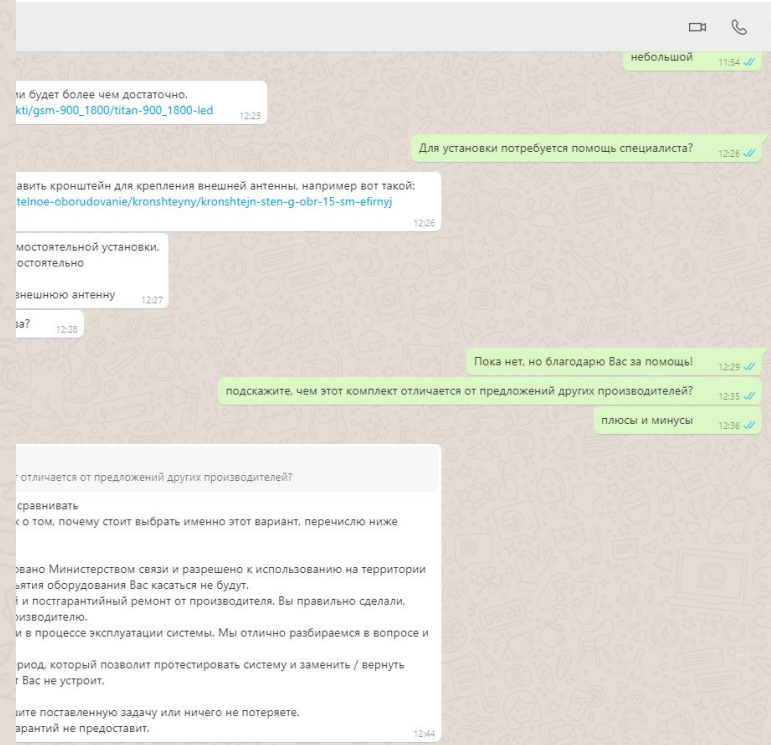 небольшой
11:54
ии будет более чем достаточно.
kti/gsm-900_1800/titan-900_1800-led
12:25
Для установки потребуется помощь специалиста?
12:26
авить кронштейн для крепления внешней антенны, например вот такой:
telnoe-oborudovanie/kronshteyny/kronshtejn-sten-g-obr-15-sm-efirnyj
12:26
мостоятельной установки.
остоятельно
внешнюю антенну
12:27
ва?
12:28
Пока нет, но благодарю Вас за помощь!
12:29
подскажите, чем этот комплект отличается от предложений других производителей?
12:35
плюсы и минусы
12:36
т отличается от предложений других производителей?
сравнивать
к о том, почему стоит выбрать именно этот вариант, перечислю ниже
овано Министерством связи и разрешено к использованию на территории
ъятия оборудования Вас касаться не будут.
й и постгарантийный ремонт от производителя. Вы правильно сделали,
оизводителю.
и в процессе эксплуатации системы. Мы отлично разбираемся в вопросе и
ериод, который позволит протестировать систему и заменить / вернуть
т Вас не устроит.
шите поставленную задачу или ничего не потеряете.
арантий не предоставит.
12:44